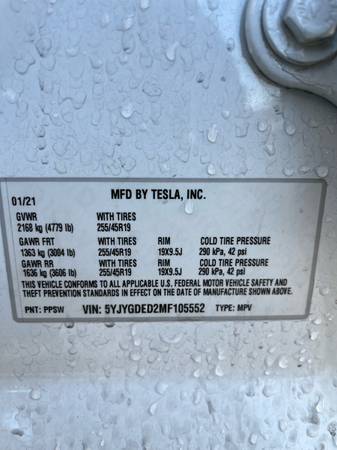 MFD BY TESLA, INC.
01/21
GVWR WITH TIRES
2168 kg (4779 lb) 255/45R19
GAWR FRT WITH TIRES RIM COLD TIRE PRESSURE
1363 kg (3004 lb) 255/45R19 19X9.5J 290 kPa, 42 psi
GAWR RR WITH TIRES RIM COLD TIRE PRESSURE
1636 kg (3606 lb) 255/45R19 19X9.5J 290 kPa, 42 psi
THIS VEHICLE CONFORMS TO ALL APPLICABLE U.S. FEDERAL MOTOR VEHICLE SAFETY AND
THEFT PREVENTION STANDARDS IN EFFECT ON THE DATE OF MANUFACTURE SHOWN ABOVE.
PNT: PPSW VIN: 5YJYGDED2MF105552 TYPE: MPV